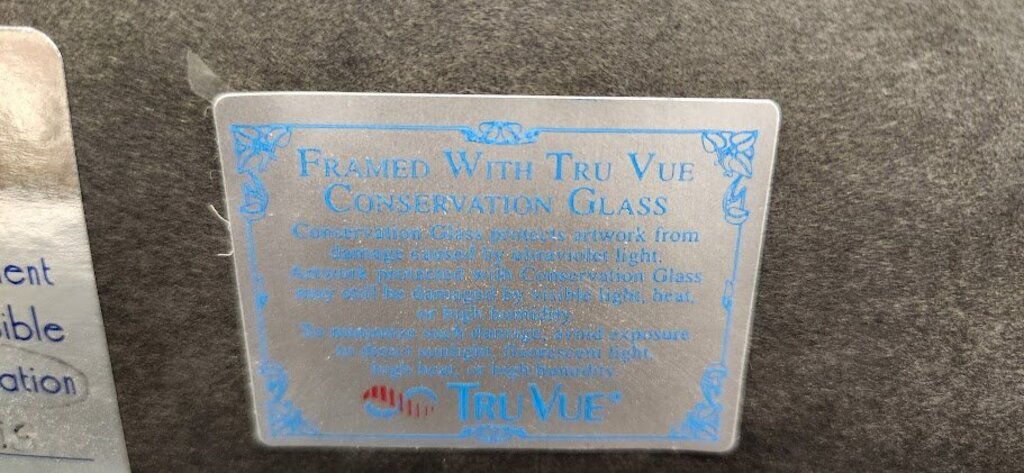 FRAMED WITH TRU VUE
CONSERVATION GLASS
Conservation Glass protects artwork from
damage caused by ultraviolet light.
Artwork protected with Conservation Glass
may still be damaged by visible light, heat,
or high humidity.
To minimize such damage, avoid exposure
to direct sunlight, fluorescent light,
high heat, or high humidity.
TRU VUE®
ent
ible
ation